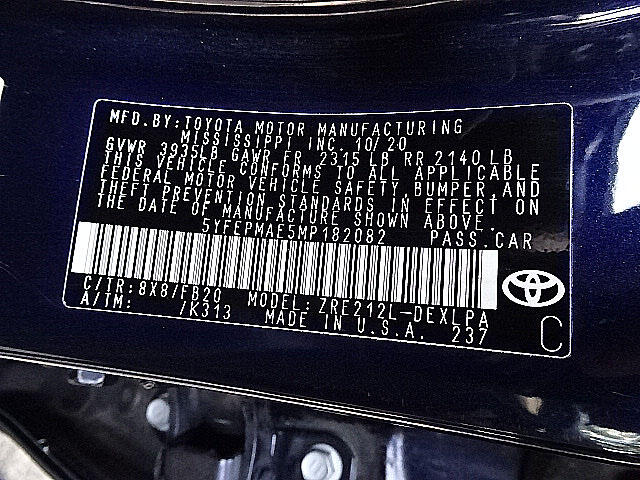 MFD. BY: TOYOTA MOTOR MANUFACTURING
MISSISSIPPI INC. 10/20
GVWR 3935LB GAWR FR 2315 LB RR 2140 LB
THIS VEHICLE CONFORMS TO ALL APPLICABLE
FEDERAL MOTOR VEHICLE SAFETY, BUMPER, AND
THEFT PREVENTION STANDARDS IN EFFECT ON
THE DATE OF MANUFACTURE SHOWN ABOVE.
5YFEPMAE5MP182082 PASS. CAR
C/TR: 8X8/FB20 MODEL: ZRE212L-DEXLPA
A/TM: /K313 MADE IN U.S.A. 237
C